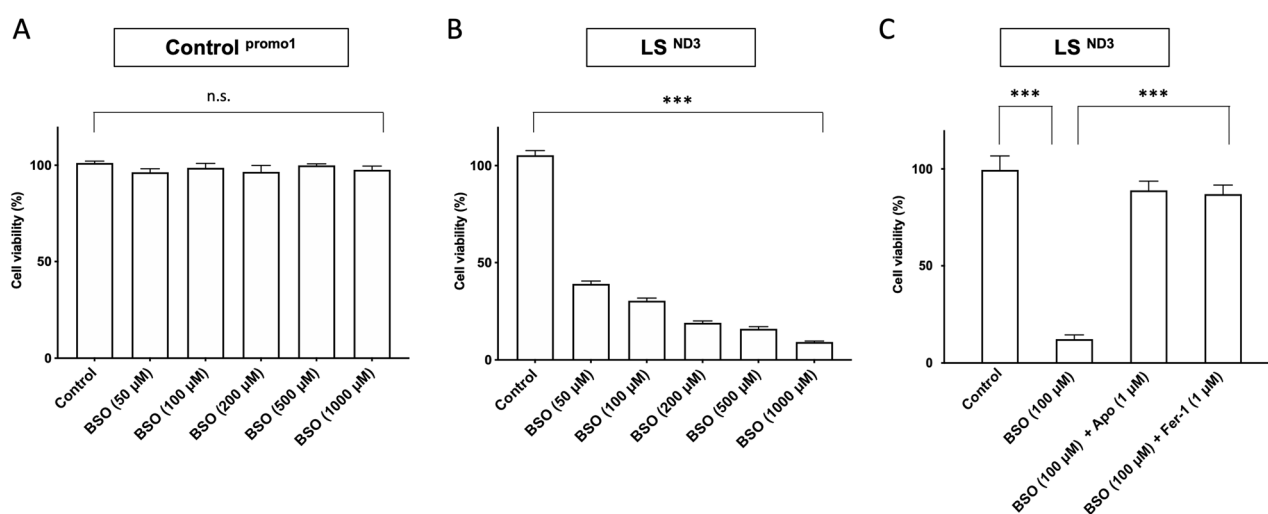 A
Control promo1
n.s.
Cell viability (%)
100
50
0
Control
BSO (50 µM)
BSO (100 µM)
BSO (200 µM)
BSO (500 µM)
BSO (1000 µM)
B
LS ND3
***
Cell viability (%)
100
50
0
Control
BSO (50 µM)
BSO (100 µM)
BSO (200 µM)
BSO (500 µM)
BSO (1000 µM)
C
LS ND3
***
***
Cell viability (%)
100
50
0
Control
BSO (100 µM)
BSO (100 µM) + Apo (1 µM)
BSO (100 µM) + Fer-1 (1 µM)